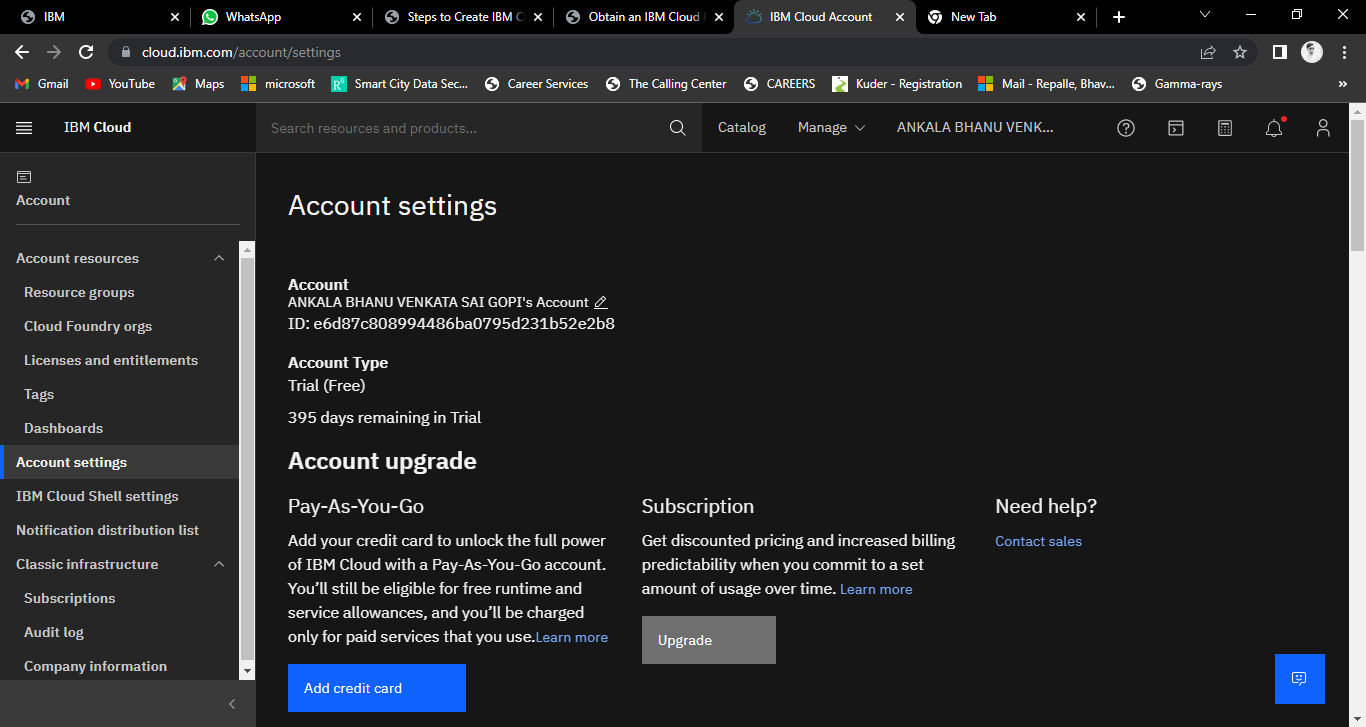 IBM
WhatsApp
Steps to Create IBM C
Obtain an IBM Cloud
IBM Cloud Account
New Tab
cloud.ibm.com/account/settings
Gmail
YouTube
Maps
microsoft
Smart City Data Sec...
Career Services
The Calling Center
CAREERS
Kuder - Registration
Mail - Repalle, Bhav...
Gamma-rays
»
IBM Cloud
Search resources and products...
Catalog
Manage
ANKALA BHANU VENK...
Account
Account resources
Resource groups
Cloud Foundry orgs
Licenses and entitlements
Tags
Dashboards
Account settings
IBM Cloud Shell settings
Notification distribution list
Classic infrastructure
Subscriptions
Audit log
Company information
Account settings
Account
ANKALA BHANU VENKATA SAI GOPI's Account
ID: e6d87c808994486ba0795d231b52e2b8
Account Type
Trial (Free)
395 days remaining in Trial
Account upgrade
Pay-As-You-Go
Add your credit card to unlock the full power
of IBM Cloud with a Pay-As-You-Go account.
You’ll still be eligible for free runtime and
service allowances, and you’ll be charged
only for paid services that you use.Learn more
Add credit card
Subscription
Get discounted pricing and increased billing
predictability when you commit to a set
amount of usage over time. Learn more
Upgrade
Need help?
Contact sales